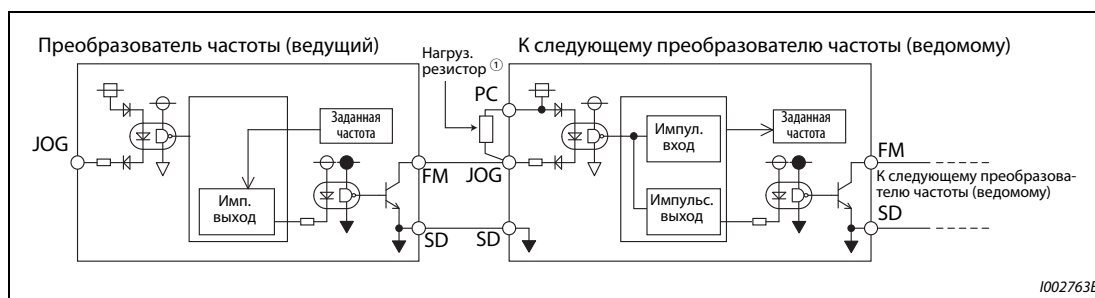 Преобразователь частоты (ведущий)
К следующему преобразователю частоты (ведомому)
Нагруз.
резистор ①
PC
JOG
Заданная
частота
Имп.
выход
FM
JOG
SD
SD
Импул.
вход
Импульс.
выход
Заданная
частота
FM
К следующему преобразова-
телю частоты (ведомому)
SD
I002763E